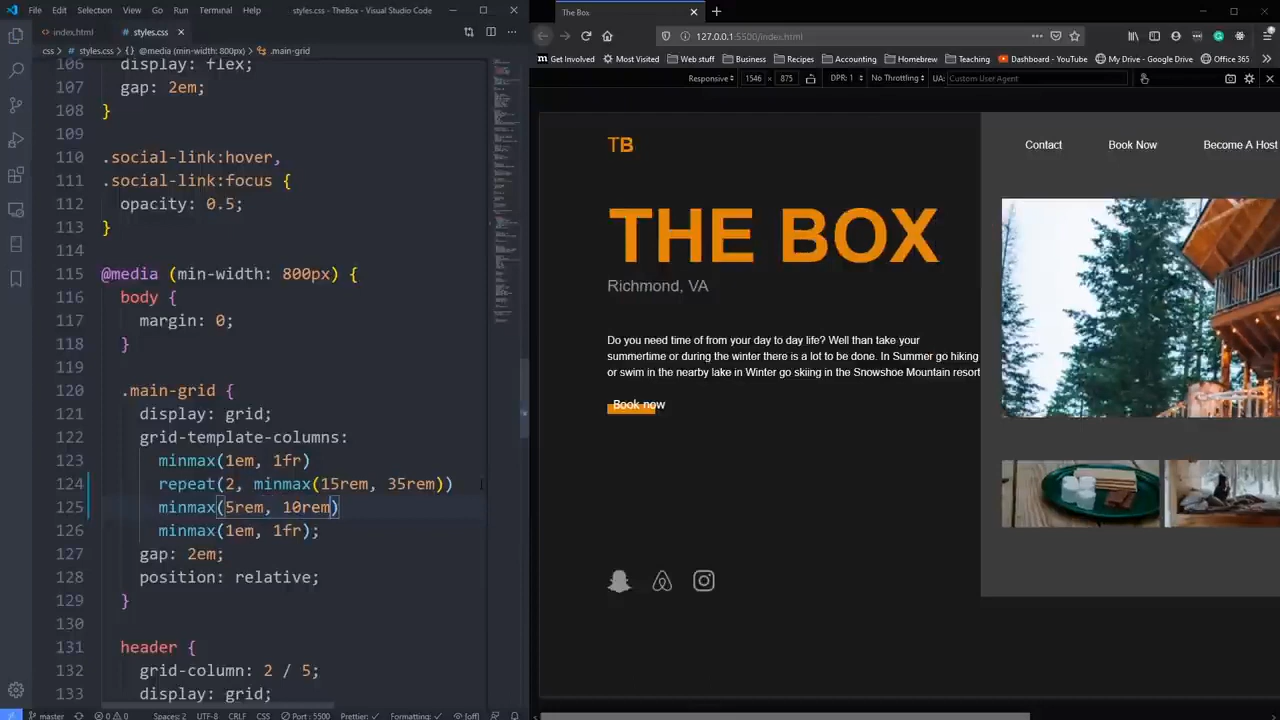 File Edit Selection View Go Run Terminal Help styles.css - TheBox - Visual Studio Code
index.html styles.css
css > styles.css > {} @media (min-width: 800px) > .main-grid
106 display: flex;
107 gap: 2em;
108 }
109
110 .social-link:hover,
111 .social-link:focus {
112 opacity: 0.5;
113 }
114
115 @media (min-width: 800px) {
116 body {
117 margin: 0;
118 }
119
120 .main-grid {
121 display: grid;
122 grid-template-columns:
123 minmax(1em, 1fr)
124 repeat(2, minmax(15rem, 35rem))
125 minmax(5rem, 10rem)
126 minmax(1em, 1fr);
127 gap: 2em;
128 position: relative;
129 }
130
131 header {
132 grid-column: 2 / 5;
133 display: grid;
master 0 0 Spaces: 2 UTF-8 CRLF CSS Port : 5500 Prettier: ✓ Formatting: ✓ [off]
The Box
127.0.0.1:5500/index.html
Get Involved Most Visited Web stuff Business Recipes Accounting Homebrew Teaching Dashboard - YouTube My Drive - Google Drive Office 365
Responsive 1546 × 875 DPR: 1 No Throttling UA: Custom User Agent
TB
Contact Book Now Become A Host
THE BOX
Richmond, VA
Do you need time of from your day to day life? Well than take your
summertime or during the winter there is a lot to be done. In Summer go hiking
or swim in the nearby lake in Winter go skiing in the Snowshoe Mountain resort
Book now